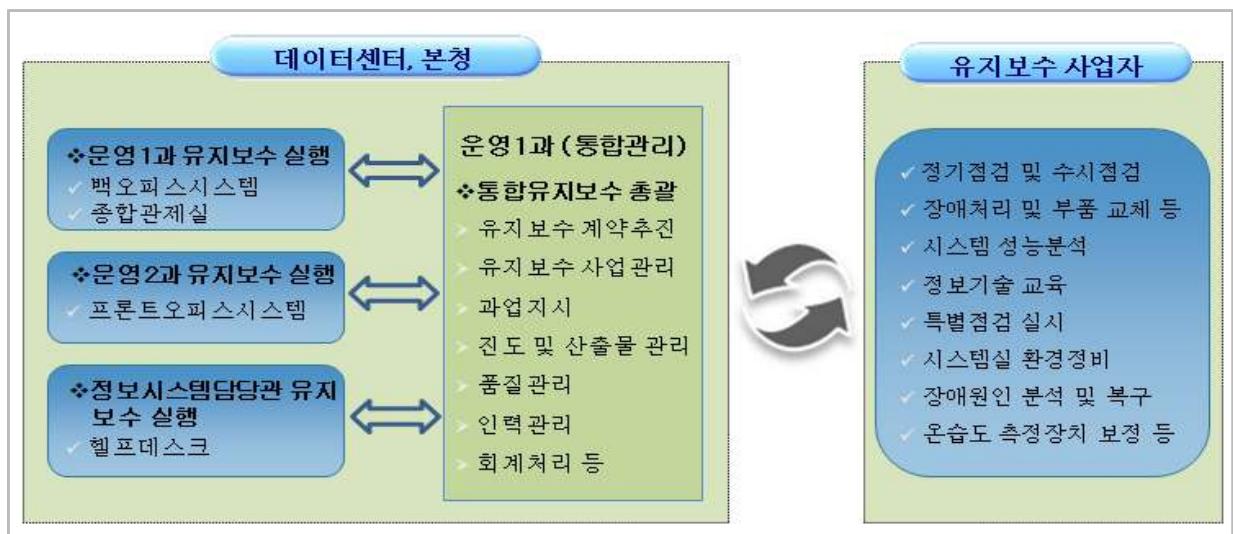 데이터센터, 본청
❖운영1과 유지보수 실행
✓ 백오피스시스템
✓ 종합관제실
❖운영2과 유지보수 실행
✓ 프론트오피스시스템
❖정보시스템담당관 유지
보수 실행
✓ 헬프데스크
운영1과 (통합관리)
❖통합유지보수 총괄
➢ 유지보수 계약추진
➢ 유지보수 사업관리
➢ 과업지시
➢ 진도 및 산출물 관리
➢ 품질관리
➢ 인력관리
➢ 회계처리 등
유지보수 사업자
✓ 정기점검 및 수시점검
✓ 장애처리 및 부품 교체 등
✓ 시스템 성능분석
✓ 정보기술 교육
✓ 특별점검 실시
✓ 시스템실 환경정비
✓ 장애원인 분석 및 복구
✓ 온습도 측정장치 보정 등